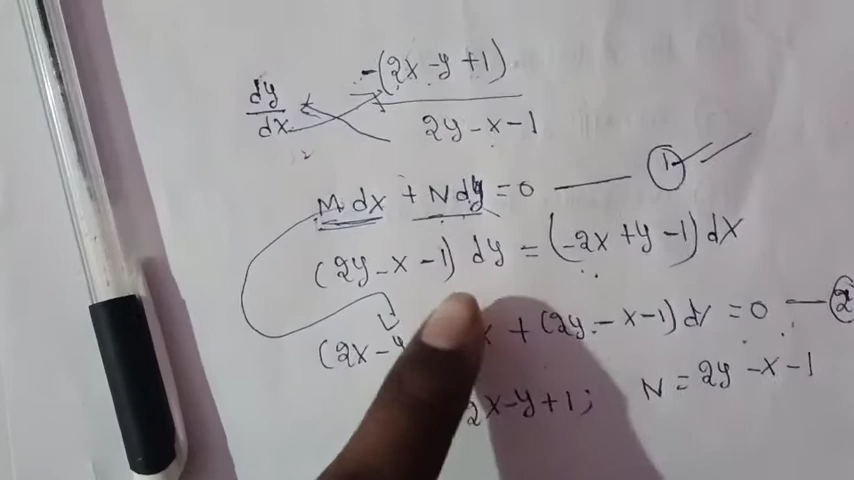 dy/dx = -(2x-y+1)/2y-x-1
Mdx + Ndy = 0 — 1
(2y-x-1) dy = (-2x+y-1) dx
(2x-y x + (2y-x-1) dy = 0 — 2
2x-y+1; N = 2y-x-1